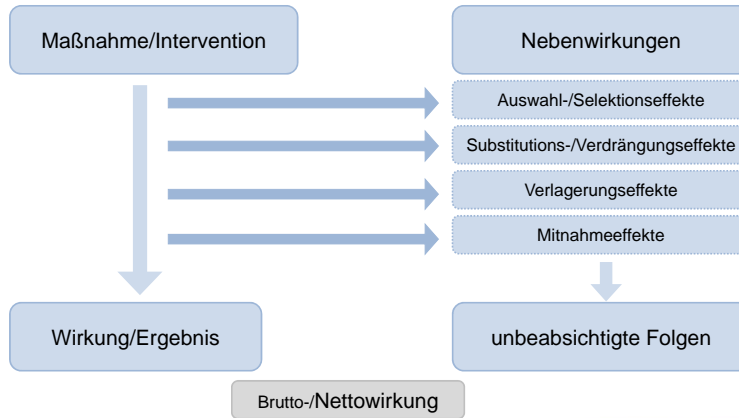 Maßnahme/Intervention
Nebenwirkungen
Auswahl-/Selektionseffekte
Substitutions-/Verdrängungseffekte
Verlagerungseffekte
Mitnahmeeffekte
Wirkung/Ergebnis
unbeabsichtigte Folgen
Brutto-/Nettowirkung